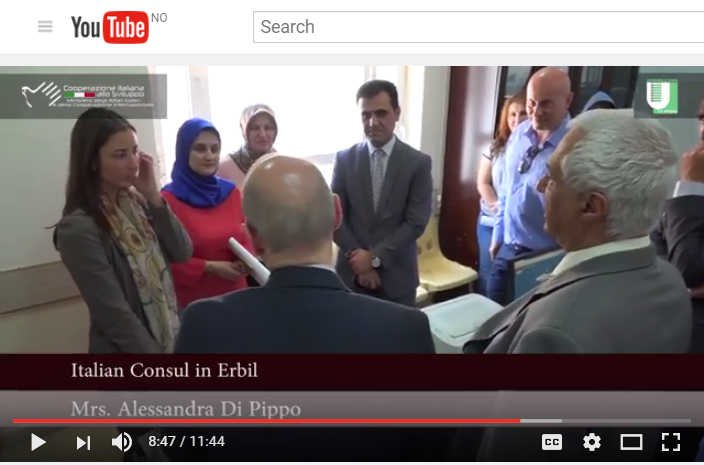 YouTube NO
Search
Cooperazione Italiana
allo Sviluppo
Italian Consul in Erbil
Mrs. Alessandra Di Pippo
8:47 / 11:44
CC